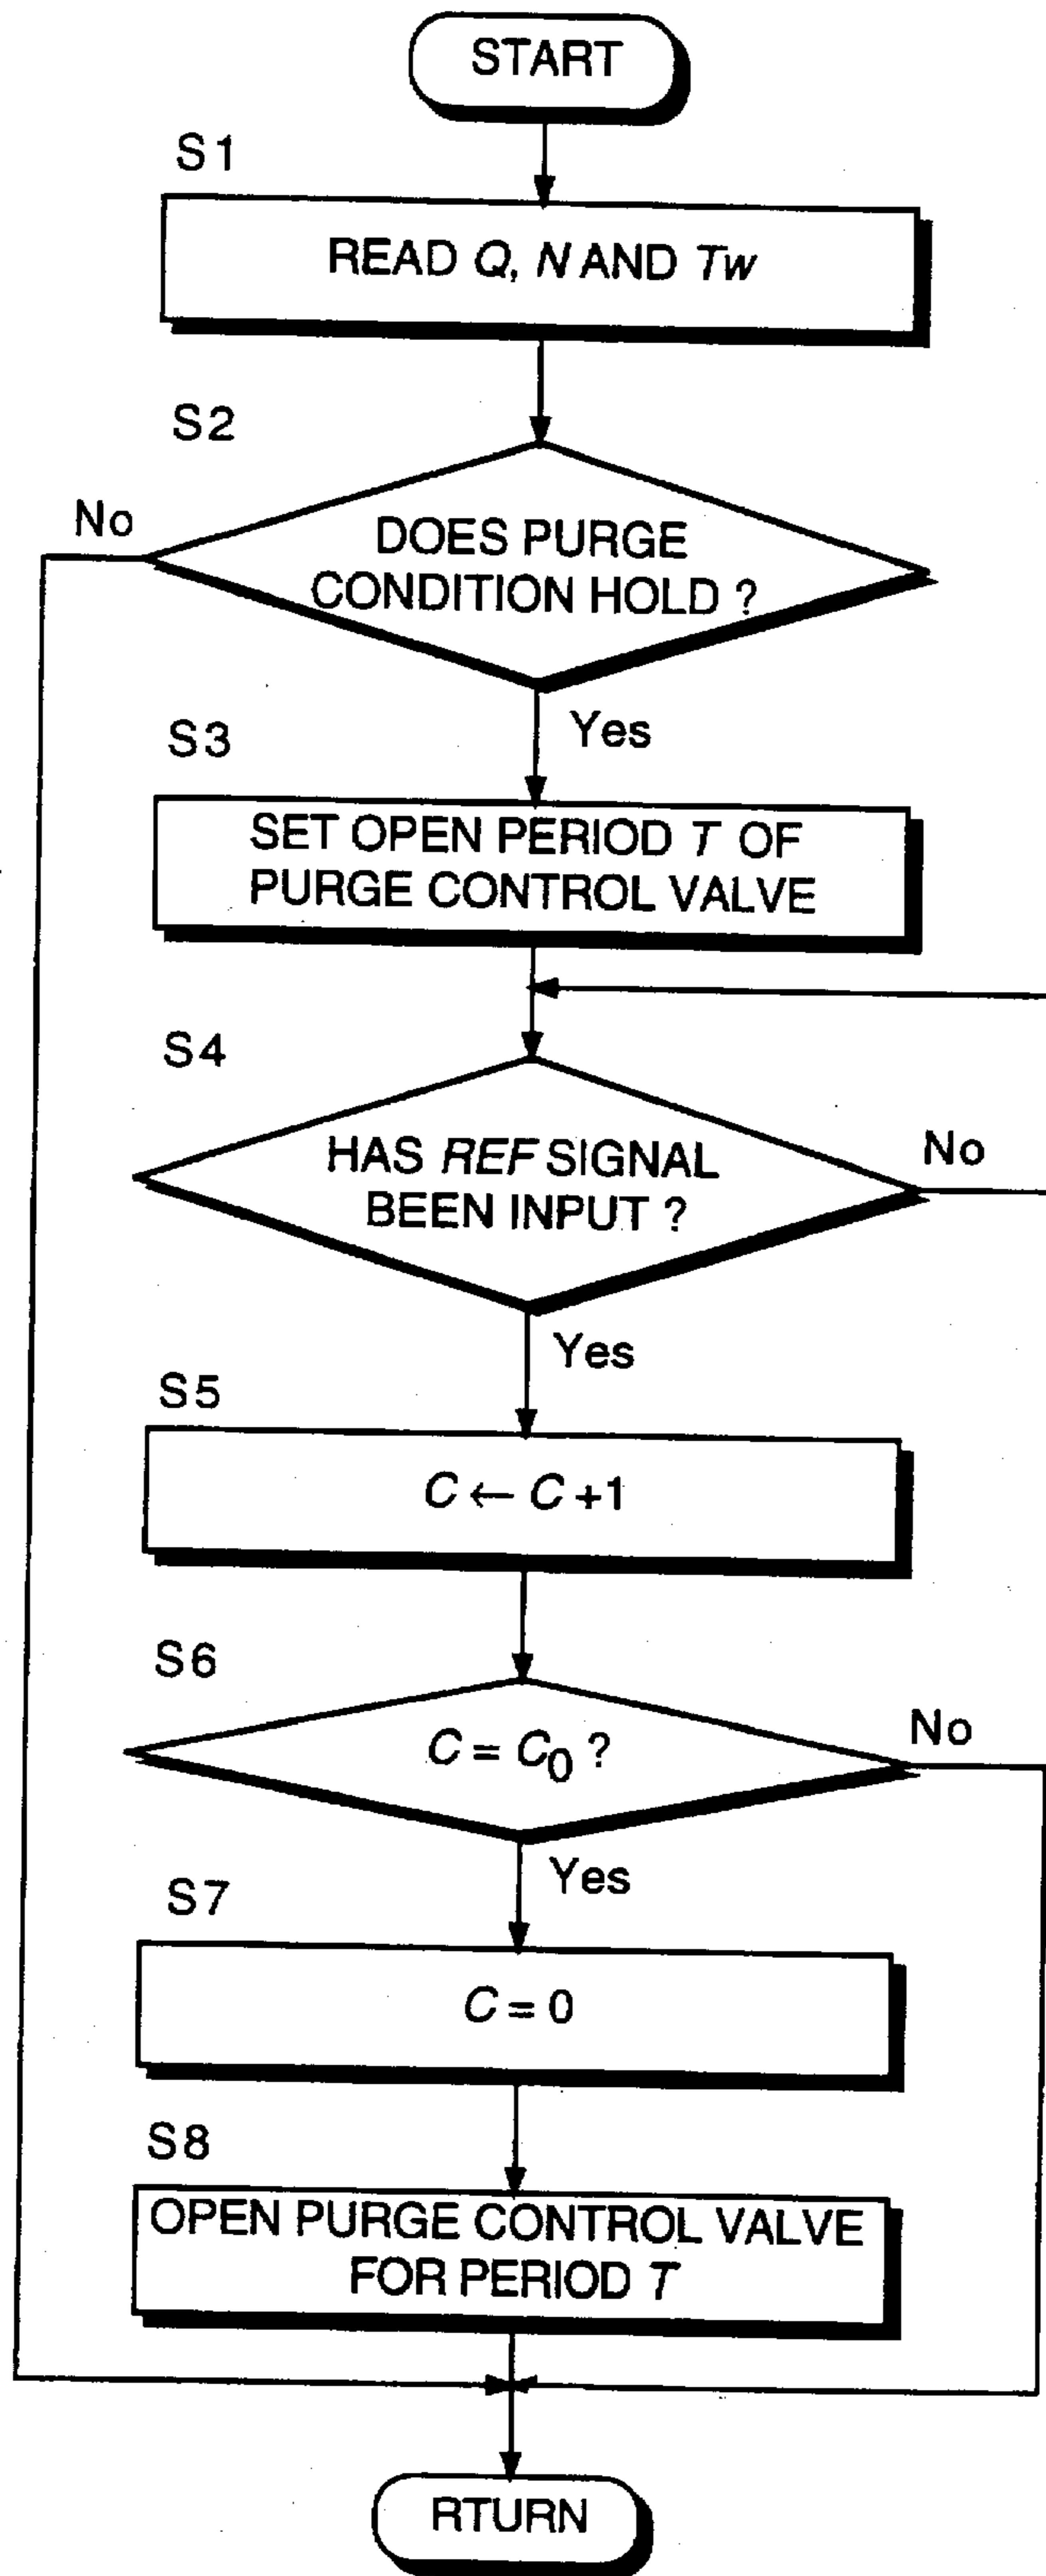 START
S1
READ Q, N AND Tw
S2
No
DOES PURGE
CONDITION HOLD ?
Yes
S3
SET OPEN PERIOD T OF
PURGE CONTROL VALVE
S4
HAS REF SIGNAL
BEEN INPUT ?
No
Yes
S5
C ← C +1
S6
C = C0 ?
No
Yes
S7
C = 0
S8
OPEN PURGE CONTROL VALVE
FOR PERIOD T
RTURN